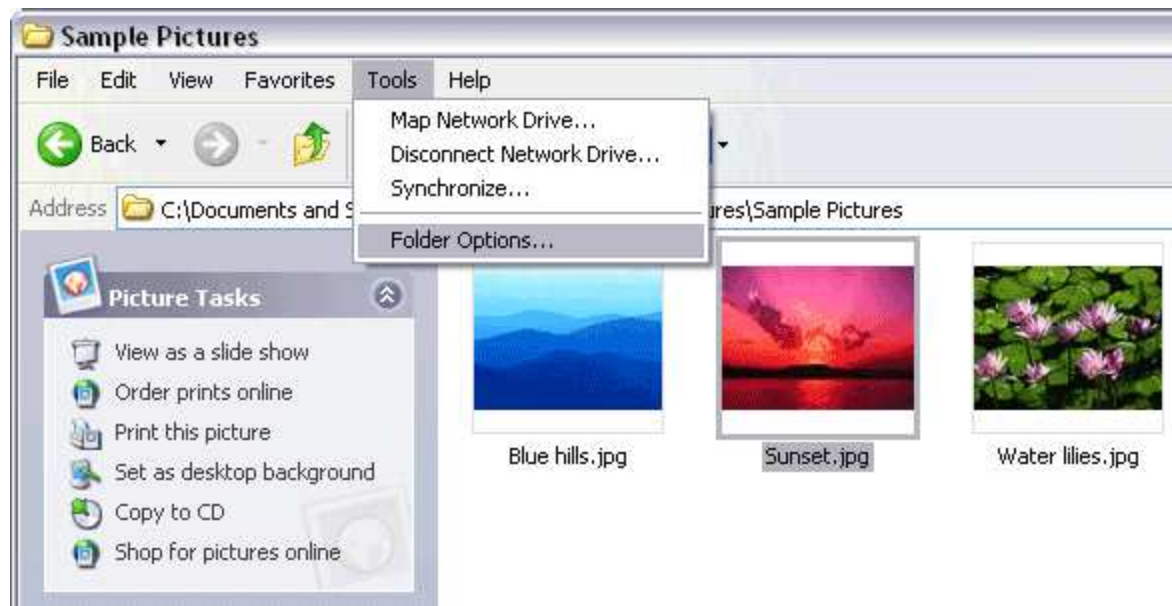 Sample Pictures
File Edit View Favorites Tools Help
Back
Map Network Drive...
Disconnect Network Drive...
Synchronize...
Folder Options...
Address C:\Documents and S
res\Sample Pictures
Picture Tasks
View as a slide show
Order prints online
Print this picture
Set as desktop background
Copy to CD
Shop for pictures online
Blue hills.jpg
Sunset.jpg
Water lilies.jpg